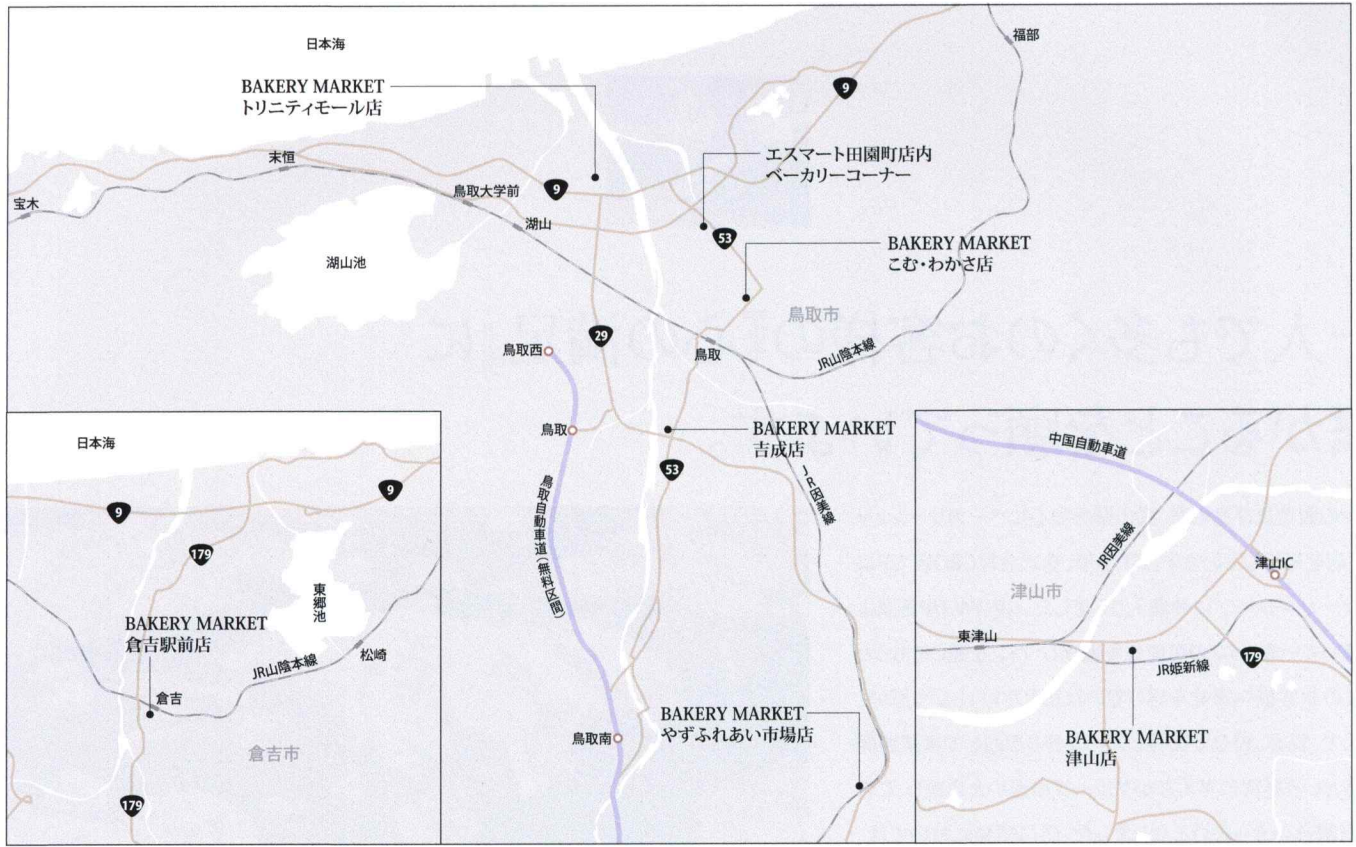 日本海
BAKERY MARKET
トリニティモール店
福部
9
末恒
エスマート田園町店内
ベーカリーコーナー
9
鳥取大学前
宝木
湖山
53
BAKERY MARKET
こむ・わかさ店
湖山池
鳥取市
29
鳥取西
鳥取
JR山陰本線
鳥取
BAKERY MARKET
吉成店
53
JR因美線
鳥取自動車道(無料区間)
BAKERY MARKET
やずふれあい市場店
鳥取南
日本海
9
9
179
東郷池
BAKERY MARKET
倉吉駅前店
松崎
JR山陰本線
倉吉
倉吉市
179
中国自動車道
JR因美線
津山IC
津山市
東津山
JR姫新線
179
BAKERY MARKET
津山店